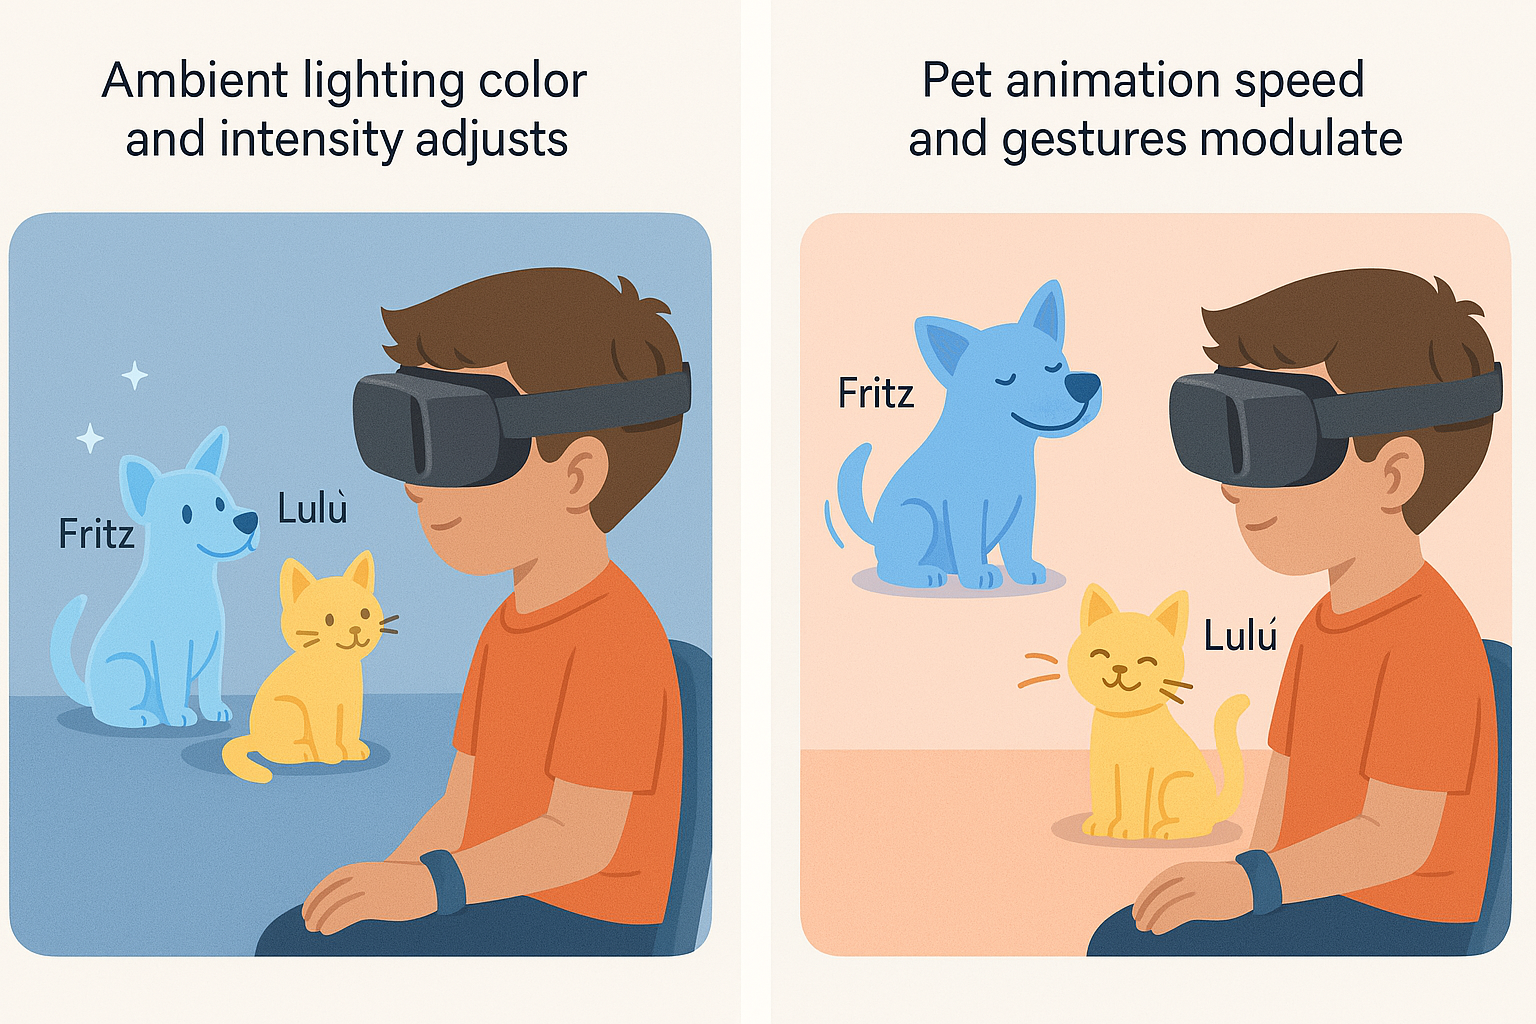 Ambient lighting color
and intensity adjusts
Fritz
Lulù
Pet animation speed
and gestures modulate
Fritz
Lulú